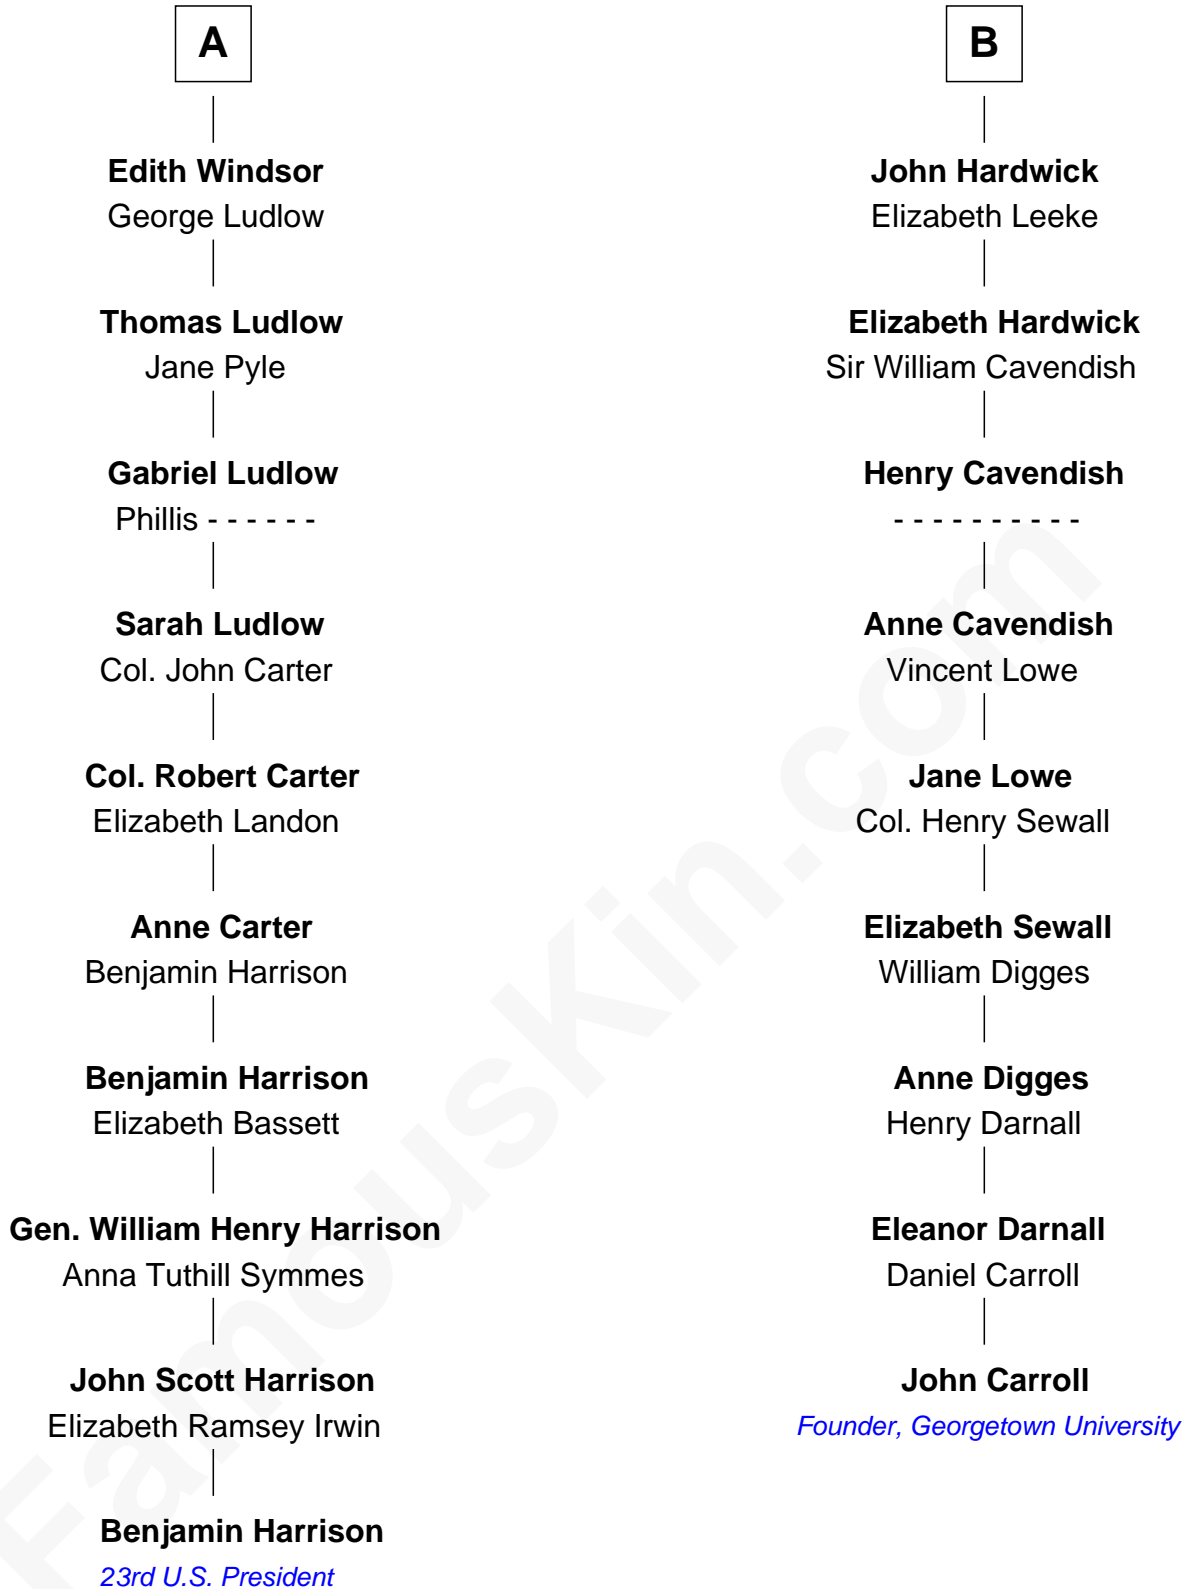 A
Edith Windsor
George Ludlow
Thomas Ludlow
Jane Pyle
Gabriel Ludlow
Phillis - - - - - -
Sarah Ludlow
Col. John Carter
Col. Robert Carter
Elizabeth Landon
Anne Carter
Benjamin Harrison
Benjamin Harrison
Elizabeth Bassett
Gen. William Henry Harrison
Anna Tuthill Symmes
John Scott Harrison
Elizabeth Ramsey Irwin
Benjamin Harrison
23rd U.S. President
B
John Hardwick
Elizabeth Leeke
Elizabeth Hardwick
Sir William Cavendish
Henry Cavendish
- - - - - - - - - -
Anne Cavendish
Vincent Lowe
Jane Lowe
Col. Henry Sewall
Elizabeth Sewall
William Digges
Anne Digges
Henry Darnall
Eleanor Darnall
Daniel Carroll
John Carroll
Founder, Georgetown University
FamousKin.com